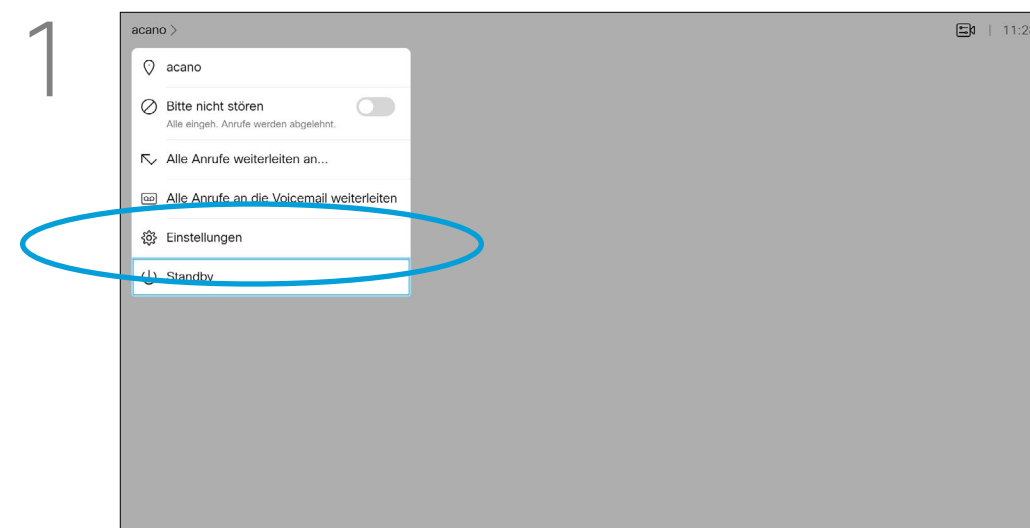 1
acano >
11:2
acano
Bitte nicht stören
Alle eingeh. Anrufe werden abgelehnt.
Alle Anrufe weiterleiten an...
Alle Anrufe an die Voicemail weiterleiten
Einstellungen
Standby